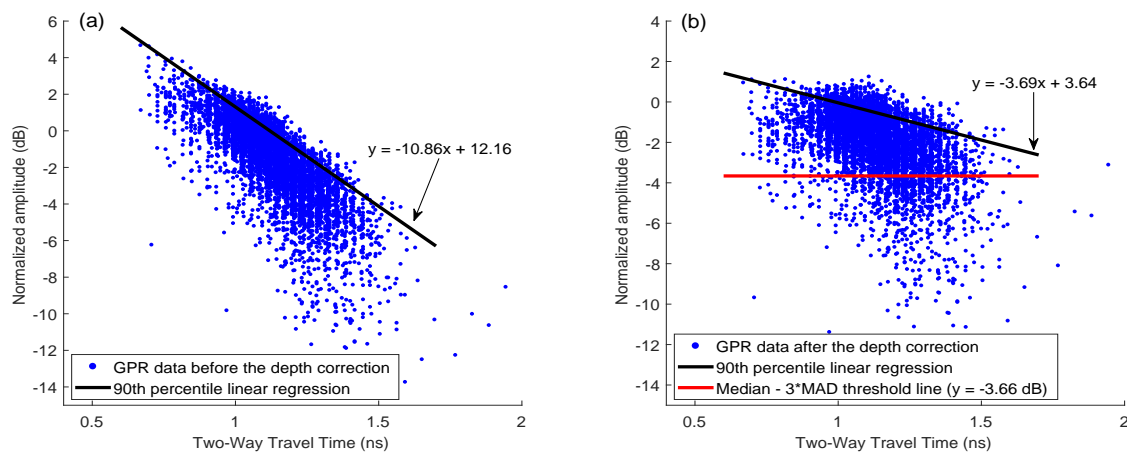 (a)
6
4
2
0
-2
-4
-6
-8
-10
-12
-14
Normalized amplitude (dB)
y = -10.86x + 12.16
GPR data before the depth correction
90th percentile linear regression
0.5
1
1.5
2
Two-Way Travel Time (ns)
(b)
4
2
0
-2
-4
-6
-8
-10
-12
-14
Normalized amplitude (dB)
y = -3.69x + 3.64
GPR data after the depth correction
90th percentile linear regression
Median - 3*MAD threshold line (y = -3.66 dB)
0.5
1
1.5
2
Two-Way Travel Time (ns)